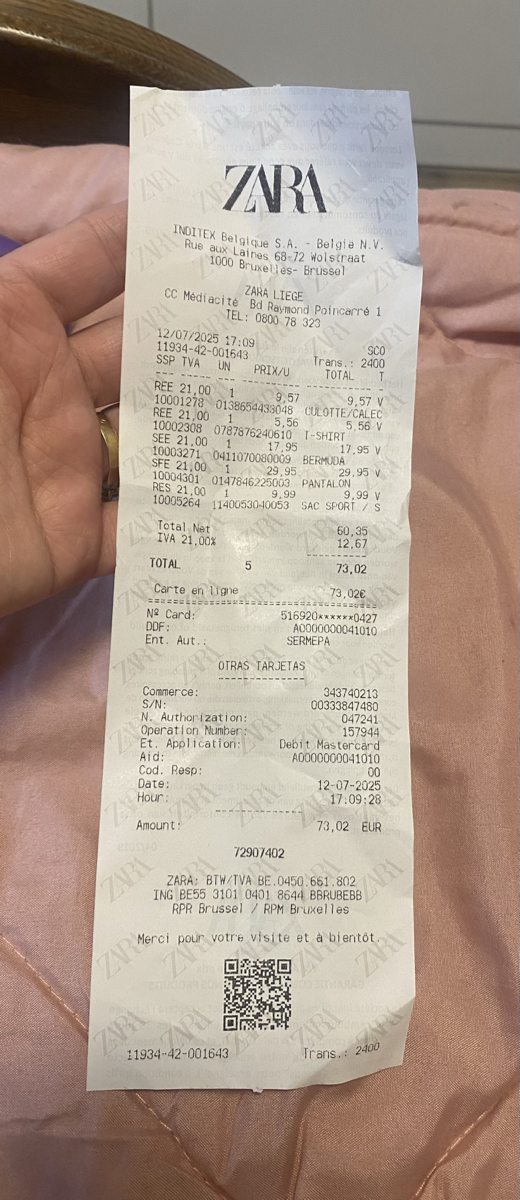 ZARA
INDITEX Belgique S.A. - Belgie N.V.
Rue aux Laines 68-72 Wolstraat
1000 Bruxelles- Brussel
ZARA LIEGE
CC Médiacité Bd Raymond Poincarré 1
TEL: 0800 78 323
12/07/2025 17:09 SCO
11934-42-001643 Trans.: 2400
SSP TVA UN PRIX/U TOTAL T
REE 21,00 1 9,57 9,57 V
10001278 0138654433048 CULOTTE/CALEC
REE 21,00 1 5,56 5,56 V
10002308 0787876240610 T-SHIRT
SEE 21,00 1 17,95 17,95 V
10003271 0411070080009 BERMUDA
SFE 21,00 1 29,95 29,95 V
10004301 0147846225003 PANTALON
RES 21,00 1 9,99 9,99 V
10005264 1140053040053 SAC SPORT / S
Total Net 60,35
IVA 21,00% 12,67
TOTAL 5 73,02
Carte en ligne 73,02€
Nº Card: 516920******0427
DDF: A0000000041010
Ent. Aut.: SERMEPA
OTRAS TARJETAS
Commerce: 343740213
S/N: 00333847480
N. Authorization: 047241
Operation Number: 157944
Et. Application: Debit Mastercard
Aid: A0000000041010
Cod. Resp: 00
Date: 12-07-2025
Hour: 17:09:28
Amount: 73,02 EUR
72907402
ZARA: BTW/TVA BE.0450.661.802
ING BE55 3101 0401 8644 BBRUBEBB
RPR Brussel / RPM Bruxelles
Merci pour votre visite et à bientôt.
11934-42-001643 Trans.: 2400